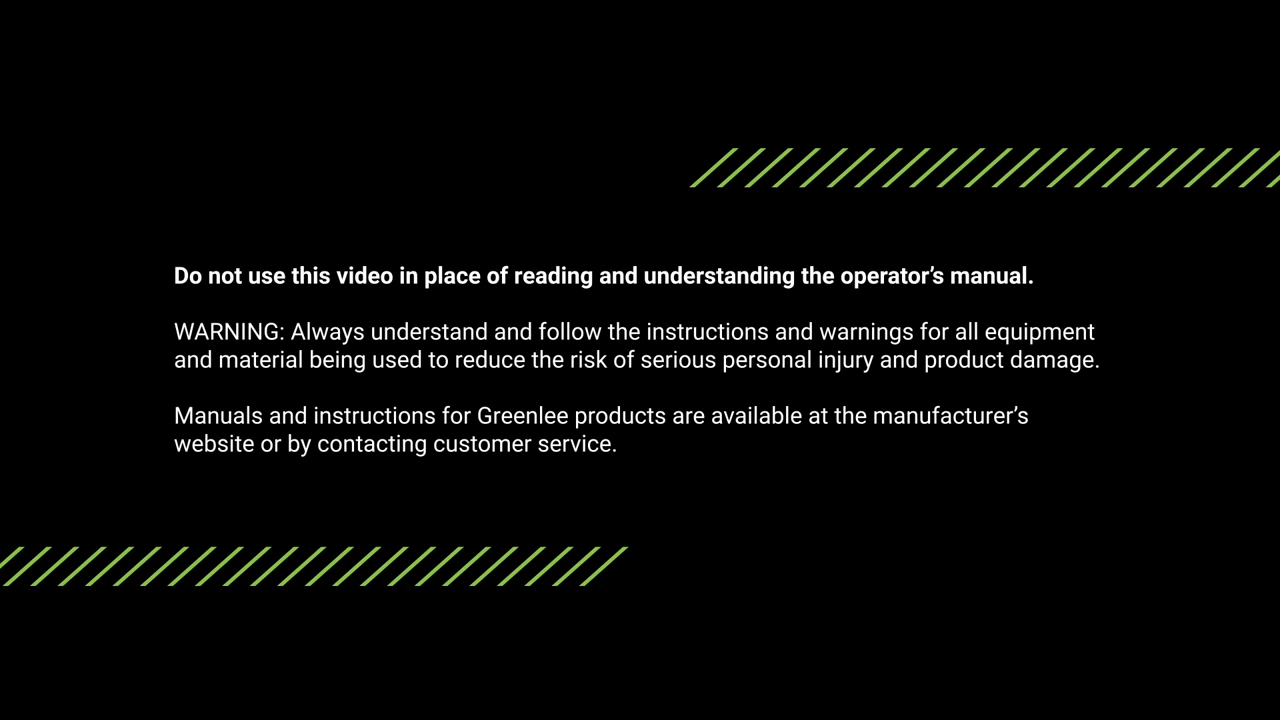 Do not use this video in place of reading and understanding the operator’s manual.
WARNING: Always understand and follow the instructions and warnings for all equipment
and material being used to reduce the risk of serious personal injury and product damage.
Manuals and instructions for Greenlee products are available at the manufacturer’s
website or by contacting customer service.